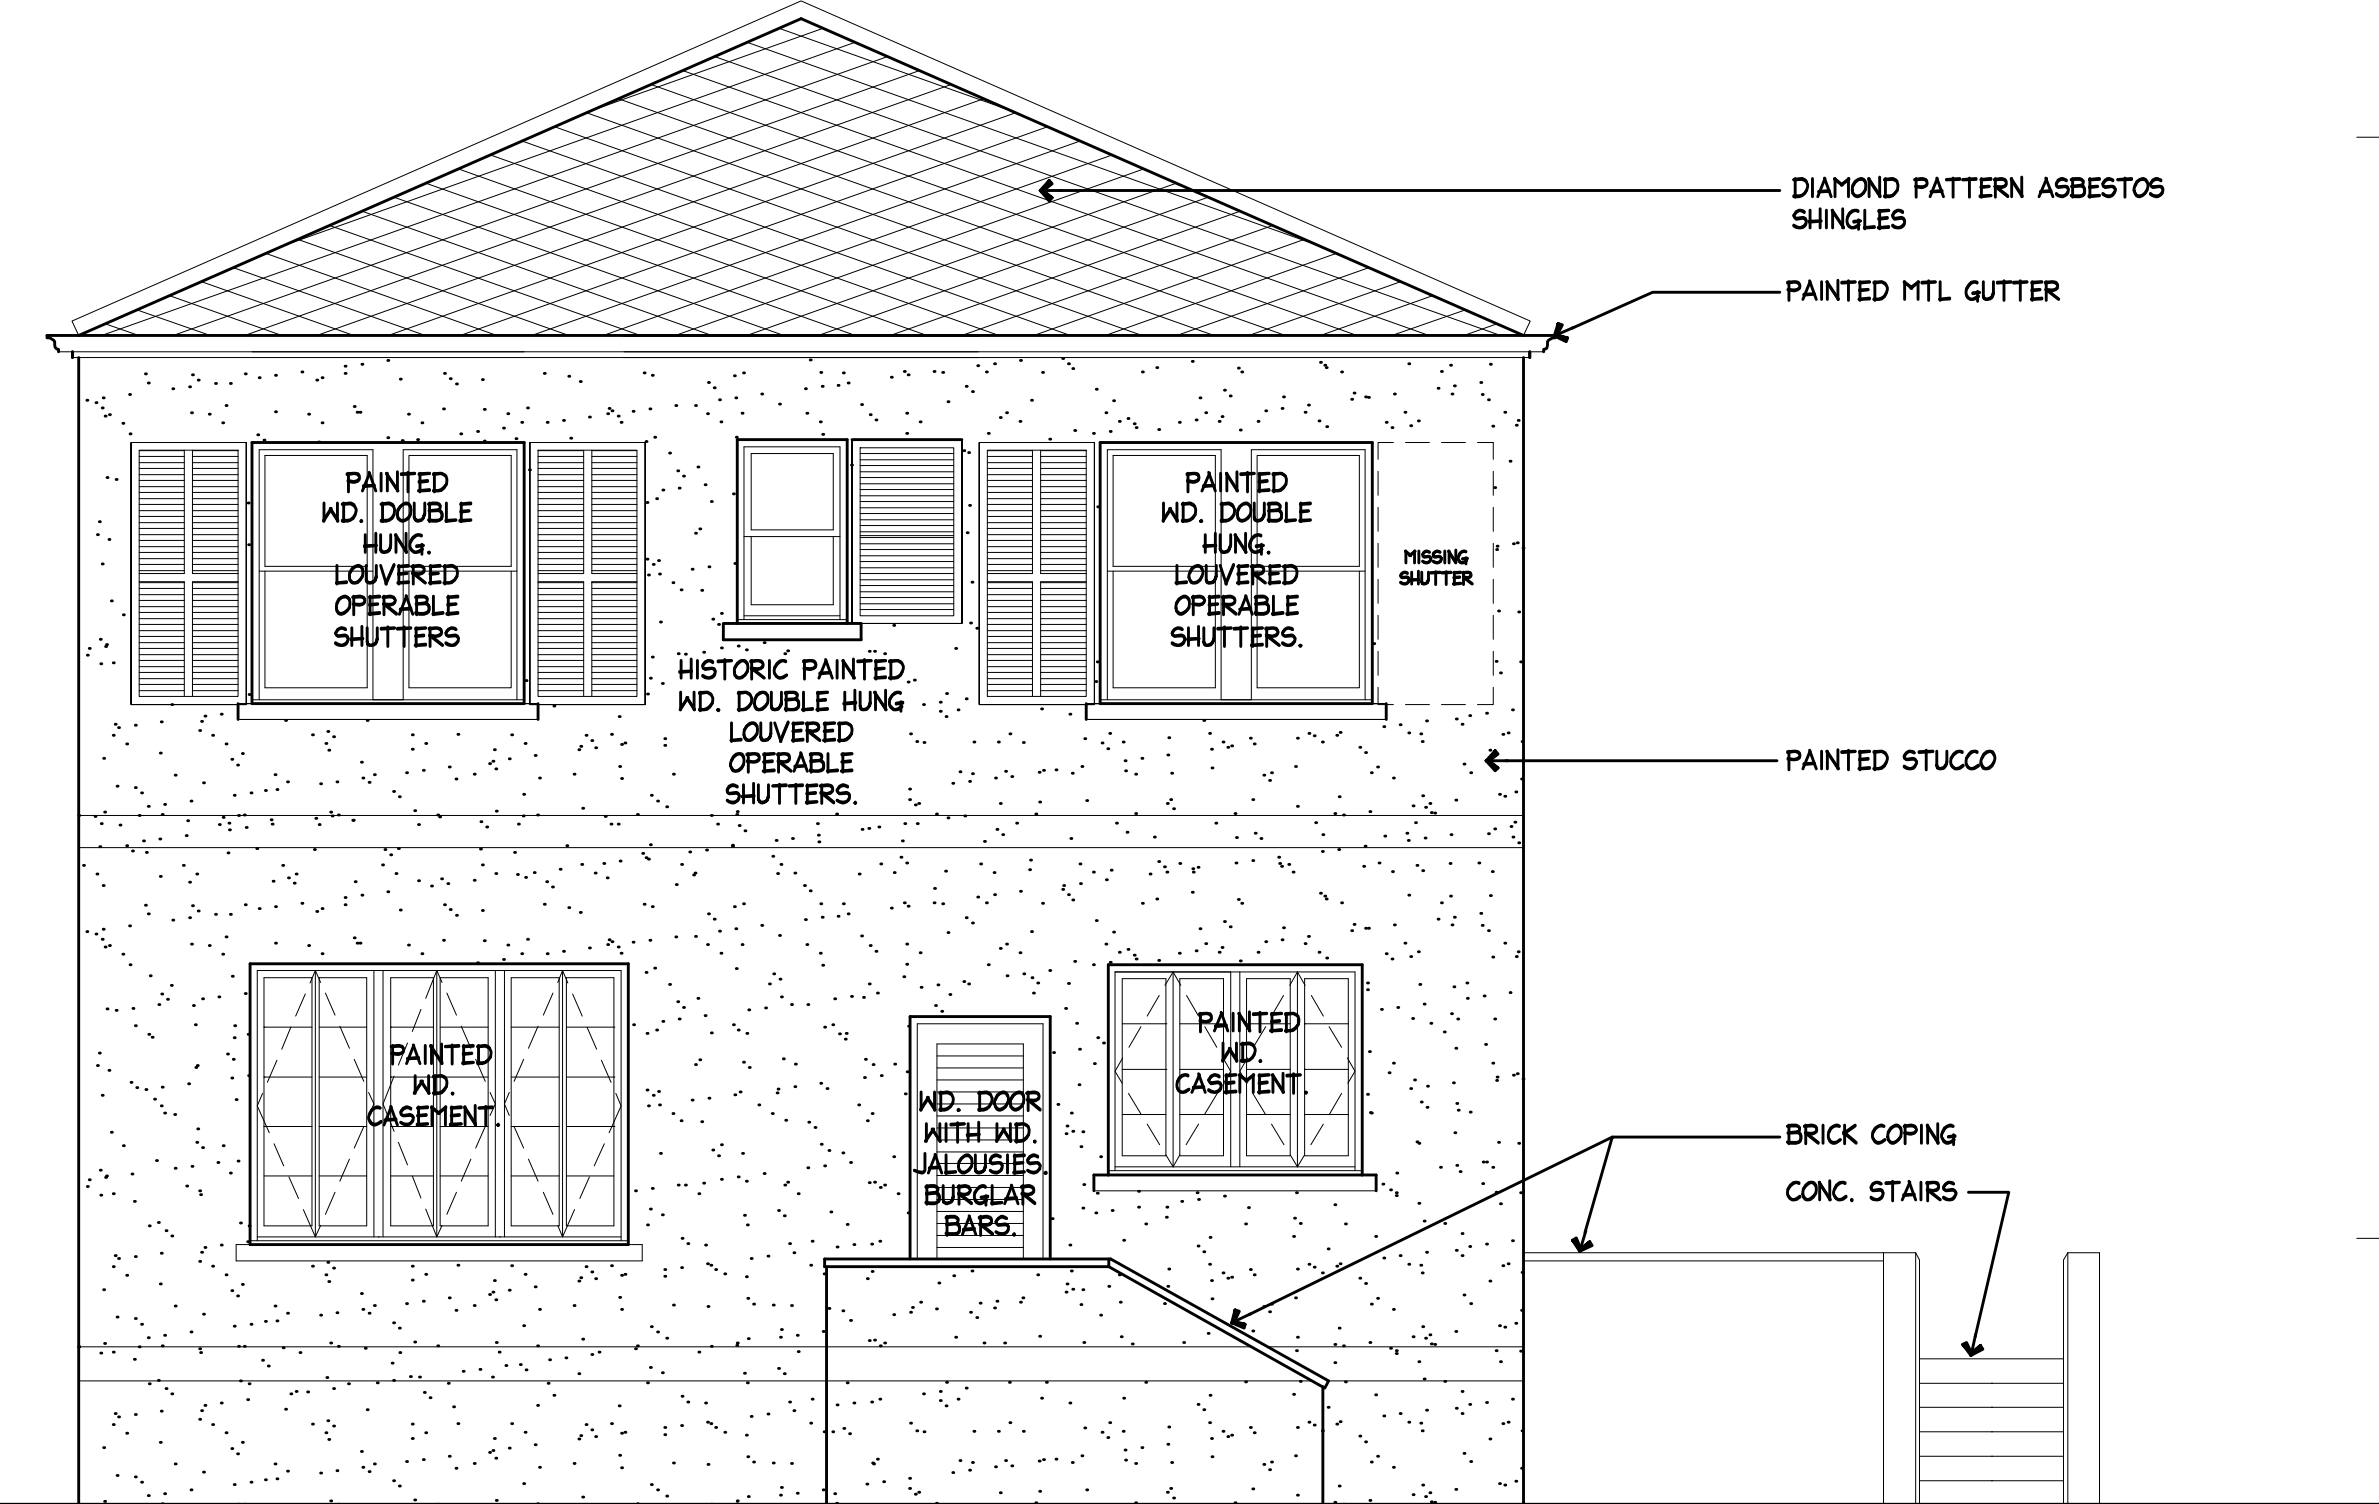 DIAMOND PATTERN ASBESTOS
SHINGLES
PAINTED MTL GUTTER
PAINTED
WD. DOUBLE
HUNG.
LOUVERED
OPERABLE
SHUTTERS
HISTORIC PAINTED
WD. DOUBLE HUNG
LOUVERED
OPERABLE
SHUTTERS.
PAINTED
WD. DOUBLE
HUNG.
LOUVERED
OPERABLE
SHUTTERS.
MISSING
SHUTTER
PAINTED STUCCO
PAINTED
WD.
CASEMENT.
WD. DOOR
WITH WD.
JALOUSIES.
BURGLAR
BARS.
PAINTED
WD.
CASEMENT.
BRICK COPING
CONC. STAIRS